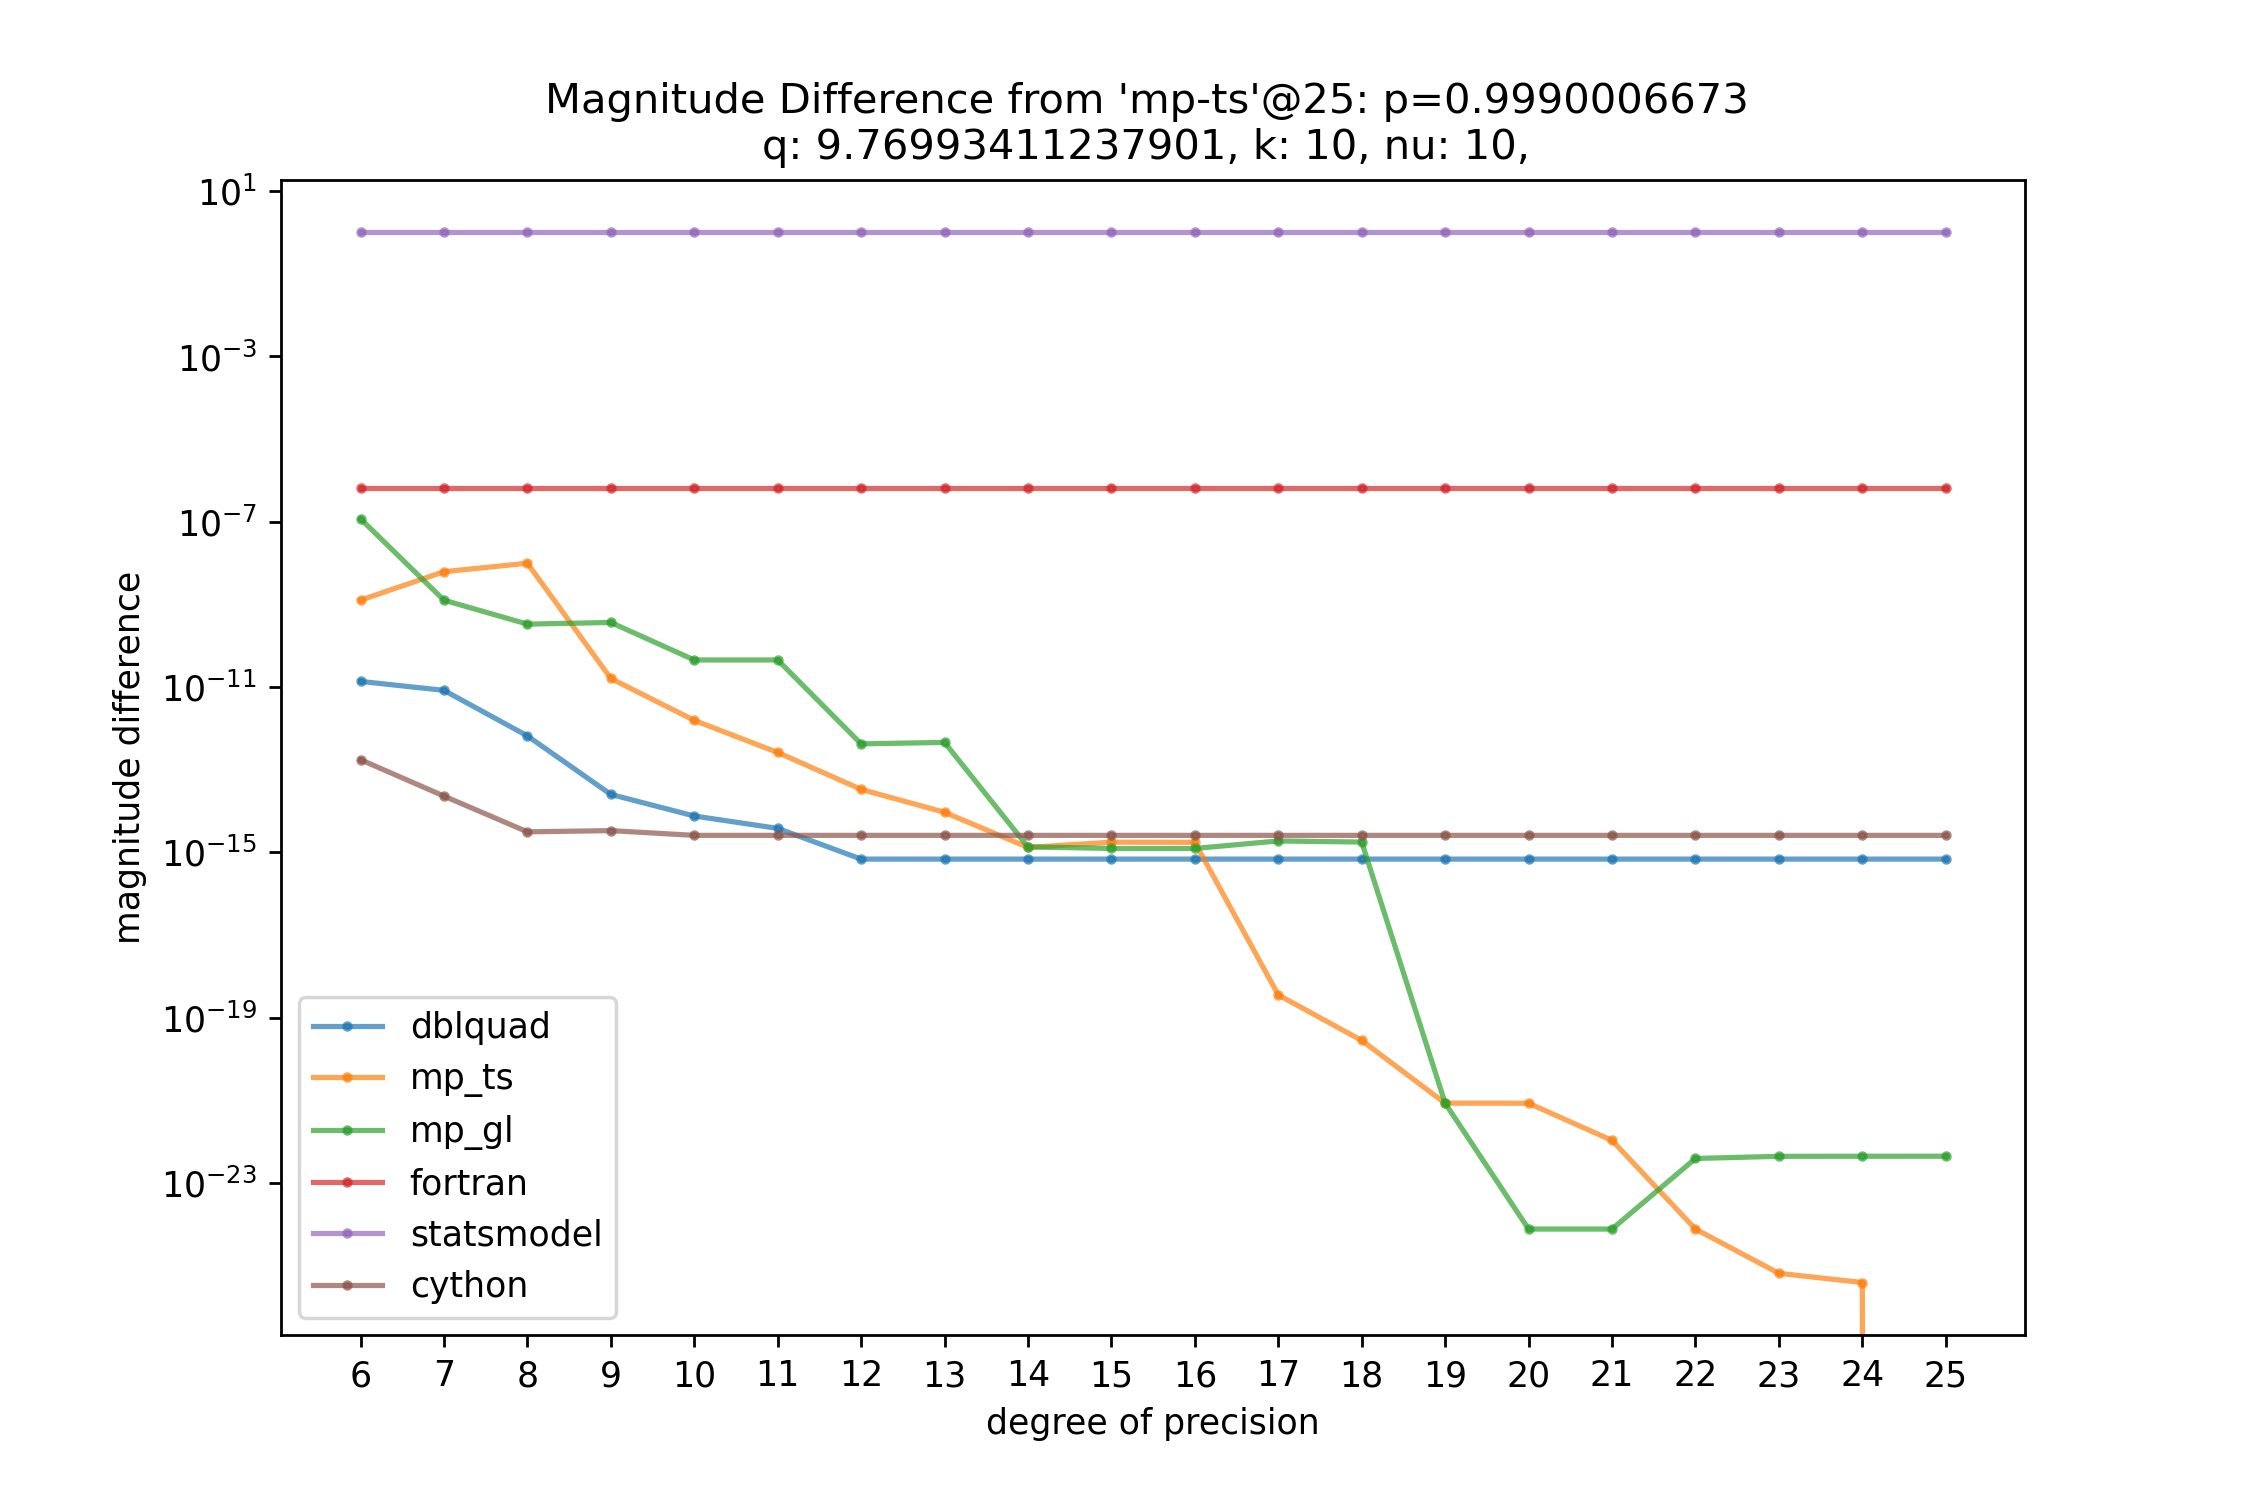 Magnitude Difference from 'mp-ts'@25: p=0.9990006673
q: 9.76993411237901, k: 10, nu: 10,
10¹
10⁻³
10⁻⁷
10⁻¹¹
10⁻¹⁵
10⁻¹⁹
10⁻²³
magnitude difference
dblquad
mp_ts
mp_gl
fortran
statsmodel
cython
6 7 8 9 10 11 12 13 14 15 16 17 18 19 20 21 22 23 24 25
degree of precision